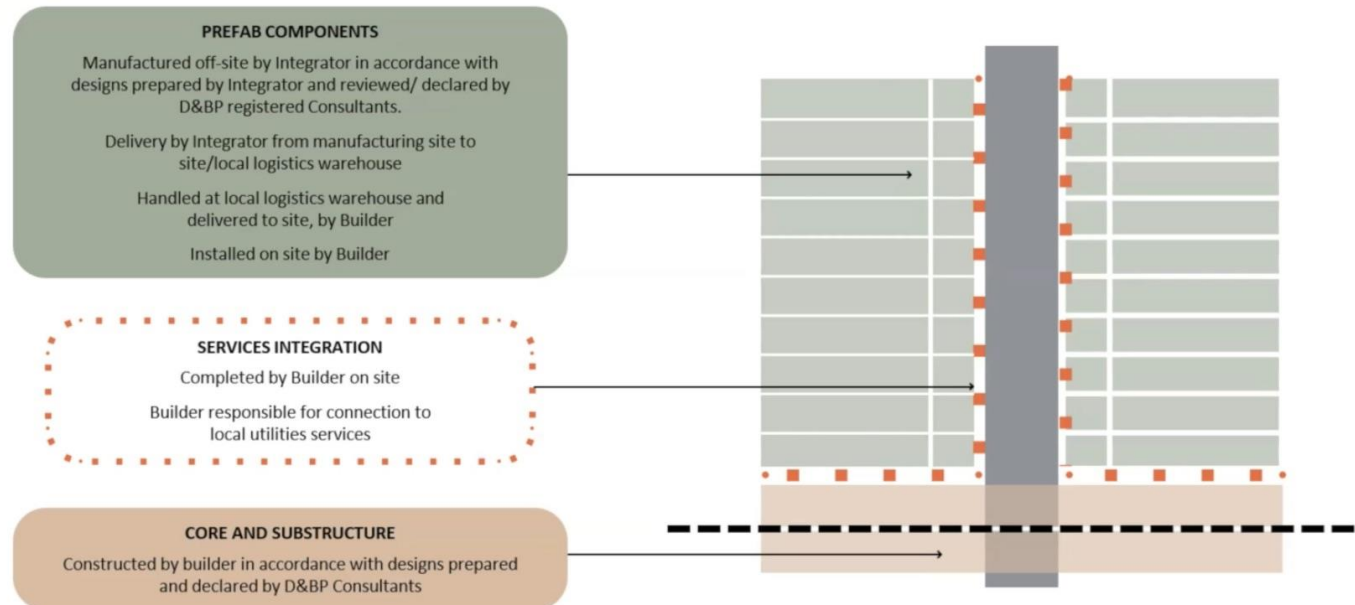 PREFAB COMPONENTS
Manufactured off-site by Integrator in accordance with
designs prepared by Integrator and reviewed/ declared by
D&BP registered Consultants.
Delivery by Integrator from manufacturing site to
site/local logistics warehouse
Handled at local logistics warehouse and
delivered to site, by Builder
Installed on site by Builder
SERVICES INTEGRATION
Completed by Builder on site
Builder responsible for connection to
local utilities services
CORE AND SUBSTRUCTURE
Constructed by builder in accordance with designs prepared
and declared by D&BP Consultants